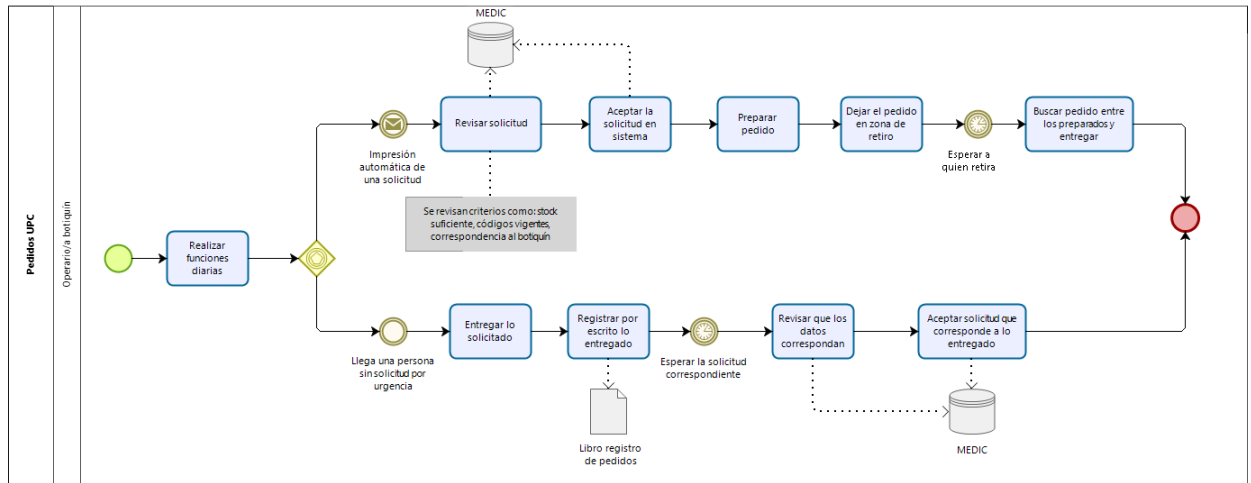 Pedidos UPC
Operario/a botiquín
MEDIC
Revisar solicitud
Aceptar la
solicitud en
sistema
Preparar
pedido
Dejar el pedido
en zona de
retiro
Buscar pedido entre
los preparados y
entregar
Impresión
automática de
una solicitud
Esperar a
quien retira
Se revisan criterios como: stock
suficiente, códigos vigentes,
correspondencia al botiquín
Realizar
funciones
diarias
Entregar lo
solicitado
Registrar por
escrito lo
entregado
Revisar que los
datos
correspondan
Aceptar solicitud que
corresponde a lo
entregado
Llega una persona
sin solicitud por
urgencia
Esperar la solicitud
correspondiente
Libro registro
de pedidos
MEDIC